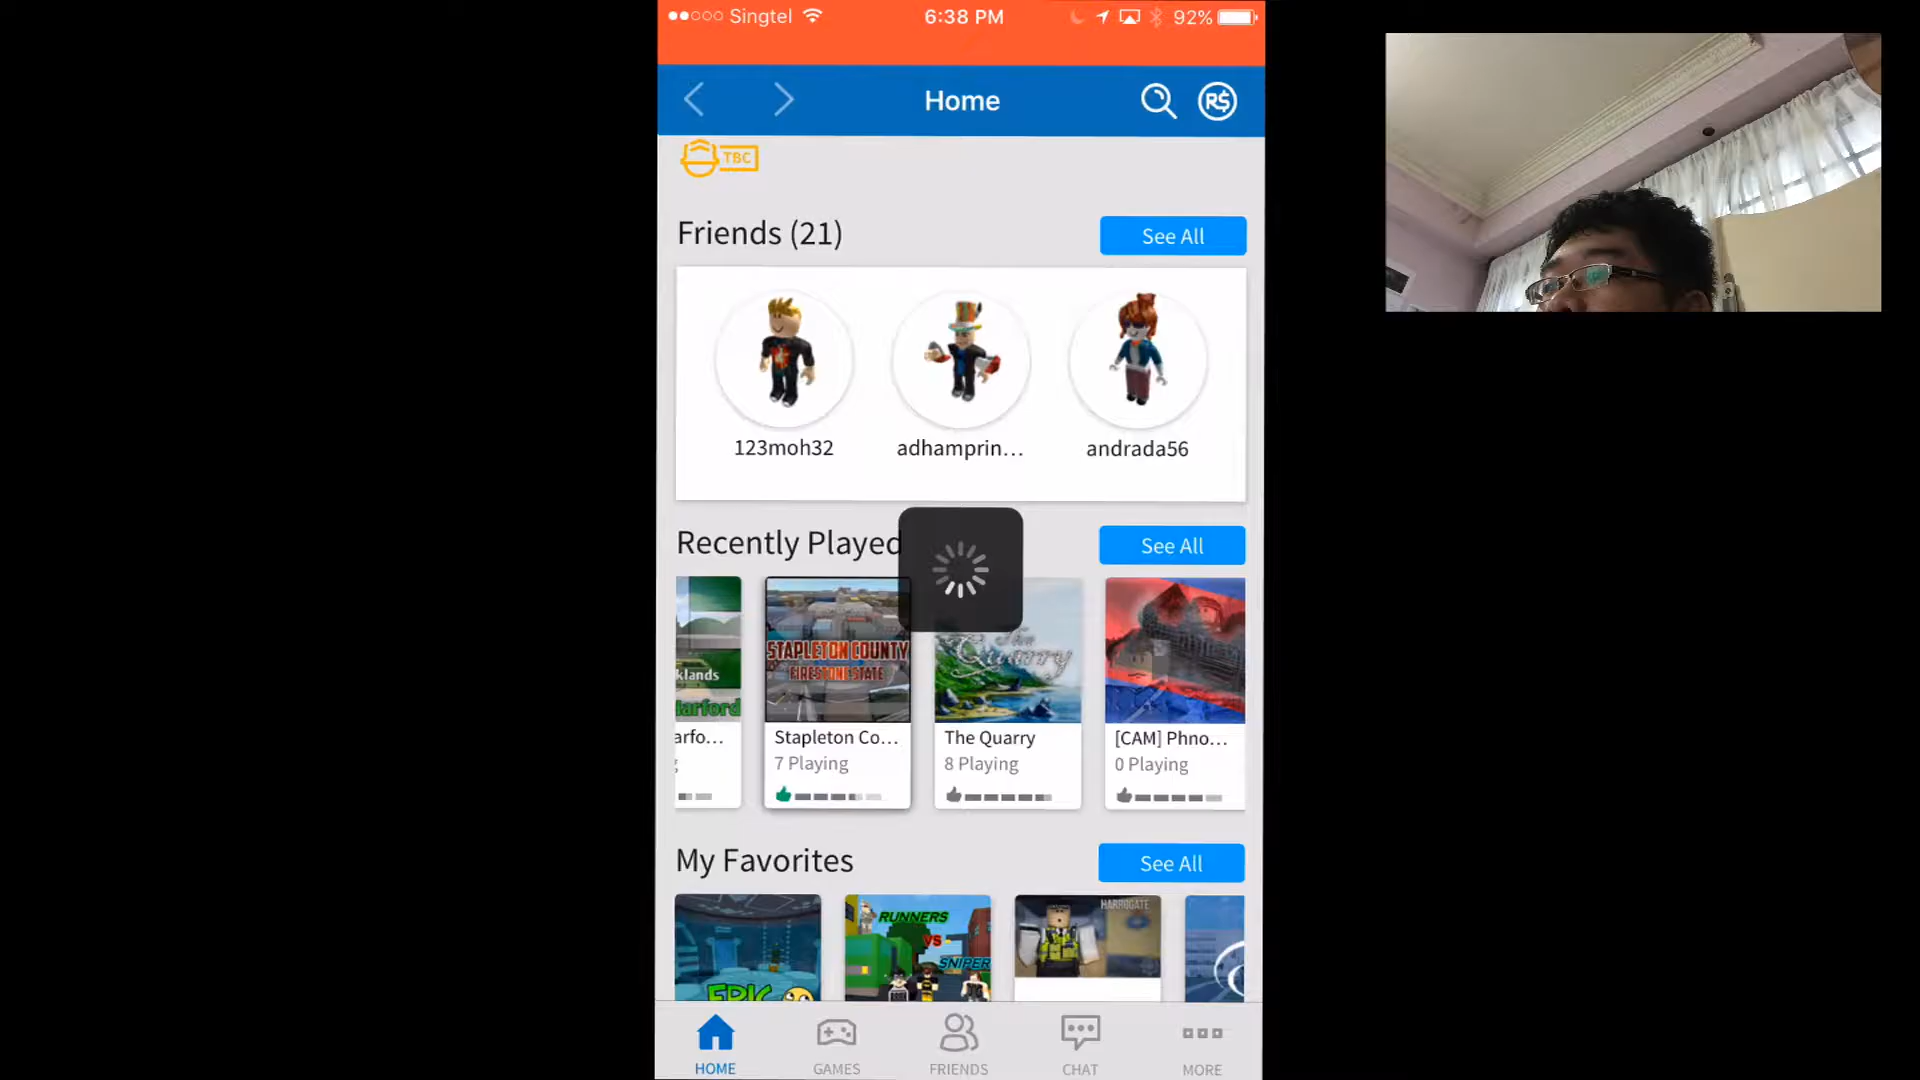 Singtel 6:38 PM 92%
Home R$
TBC
Friends (21) See All
123moh32 adhamprin... andrada56
Recently Played See All
klands
Harford
STAPLETON COUNTY
FIRESTONE STATE
The
Quarry
arfo... Stapleton Co... The Quarry [CAM] Phno...
7 Playing 8 Playing 0 Playing
My Favorites See All
EPIC
RUNNERS
VS
SNIPER
HARROGATE
HOME GAMES FRIENDS CHAT MORE